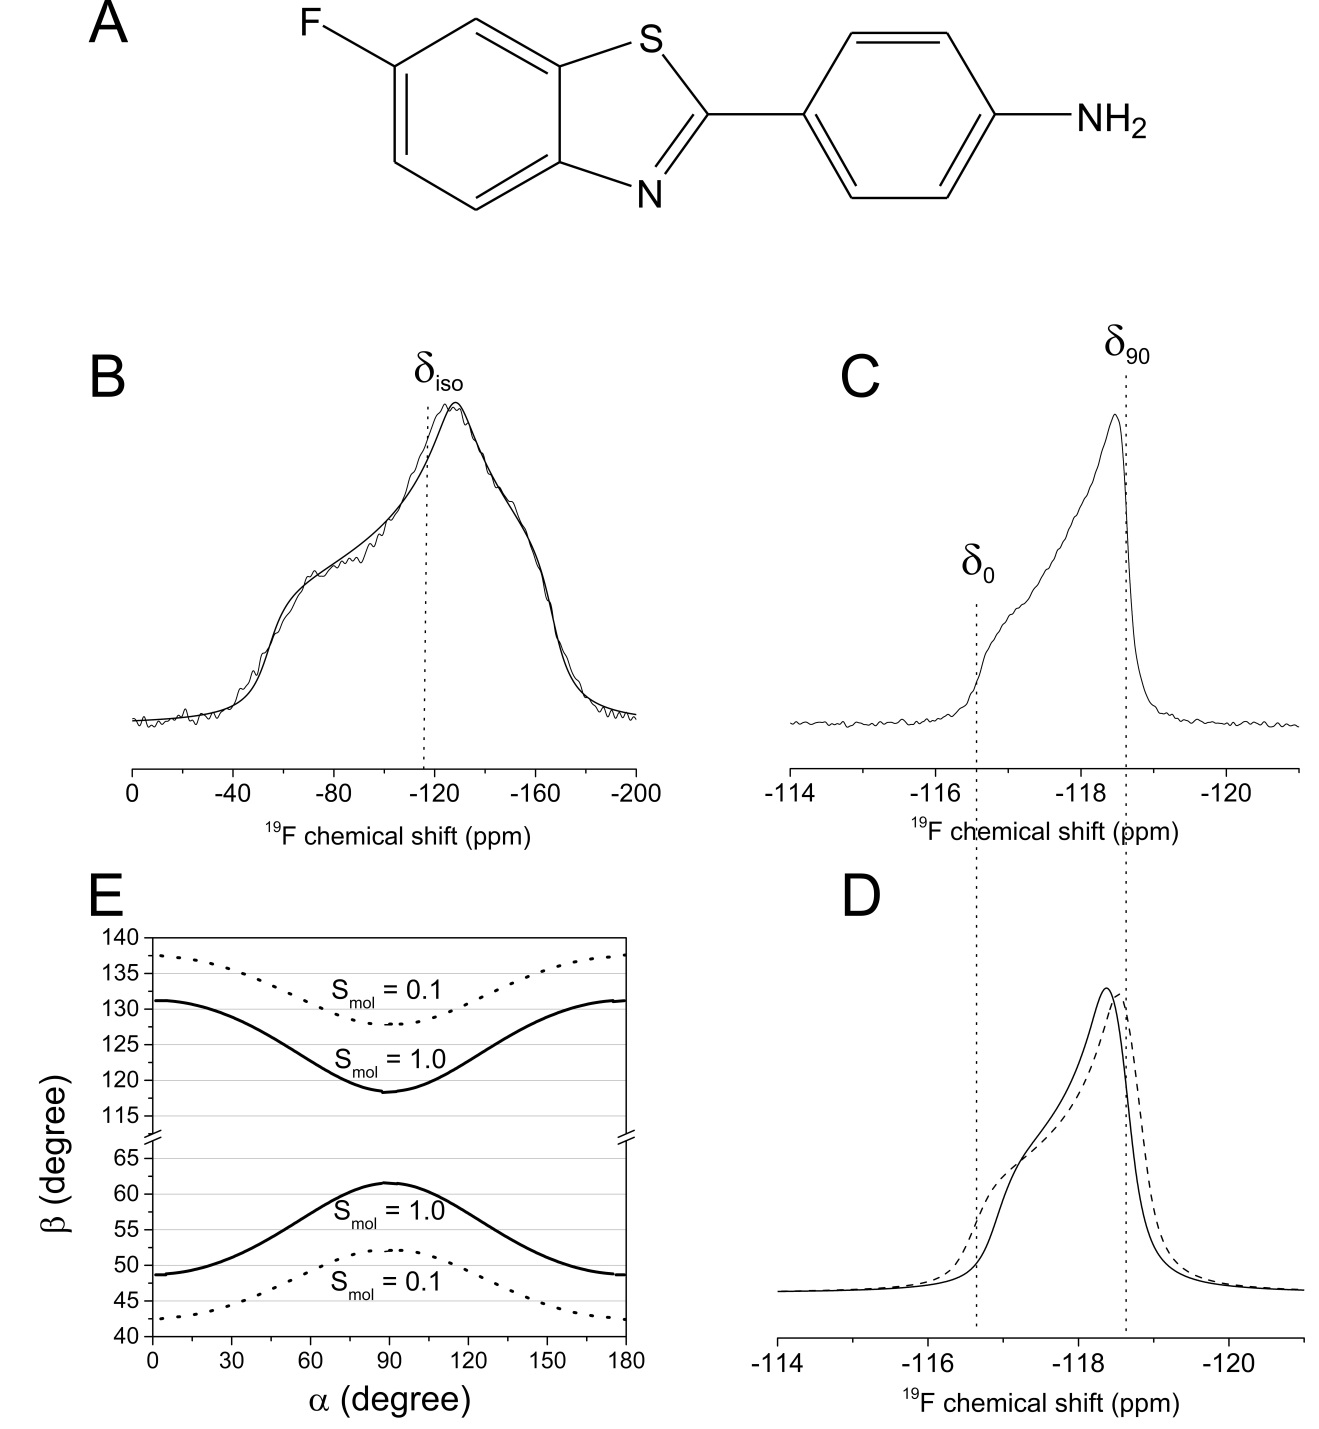 A
F
S
N
NH2
B
δiso
0 -40 -80 -120 -160 -200
19F chemical shift (ppm)
C
δ90
δ0
-114 -116 -118 -120
19F chemical shift (ppm)
E
140
135
130
125
120
115
65
60
55
50
45
40
Smol = 0.1
Smol = 1.0
Smol = 1.0
Smol = 0.1
β (degree)
0 30 60 90 120 150 180
α (degree)
D
-114 -116 -118 -120
19F chemical shift (ppm)